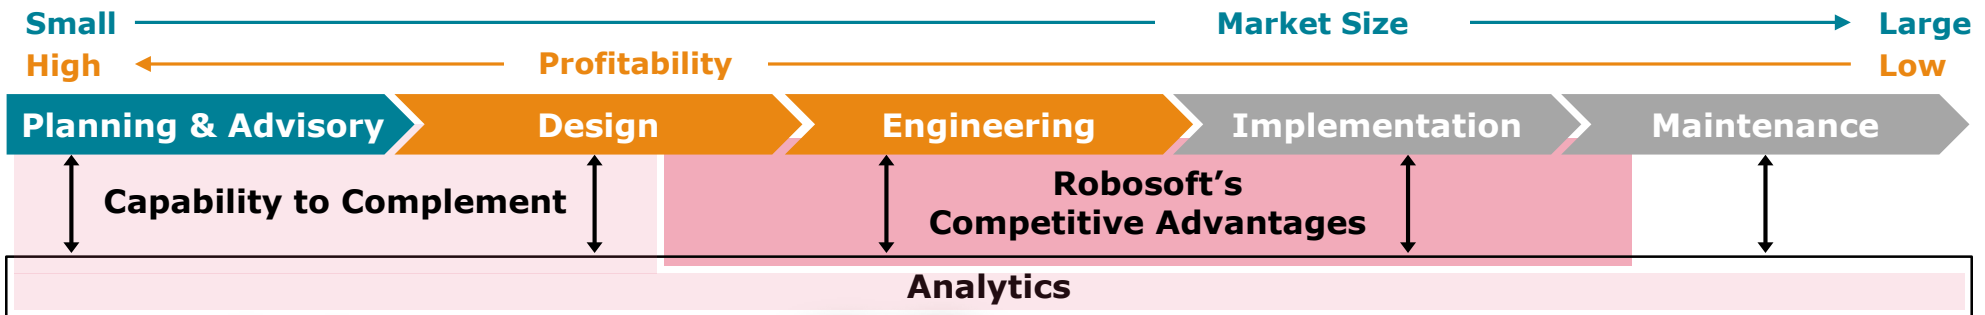 Small Market Size Large
High Profitability Low
Planning & Advisory Design Engineering Implementation Maintenance
Capability to Complement
Robosoft’s
Competitive Advantages
Analytics